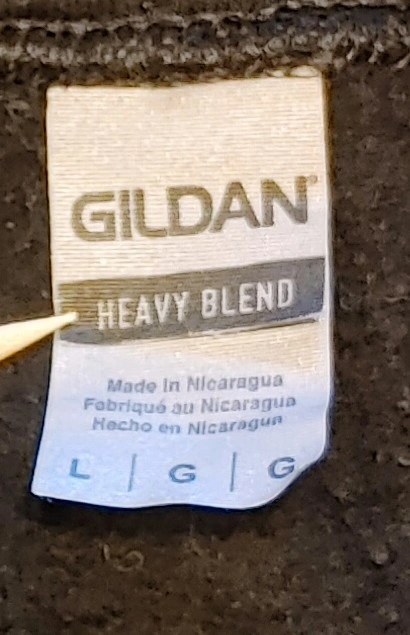 GILDAN®
HEAVY BLEND
Made in Nicaragua
Fabriqué au Nicaragua
Hecho en Nicaragua
L | G | G